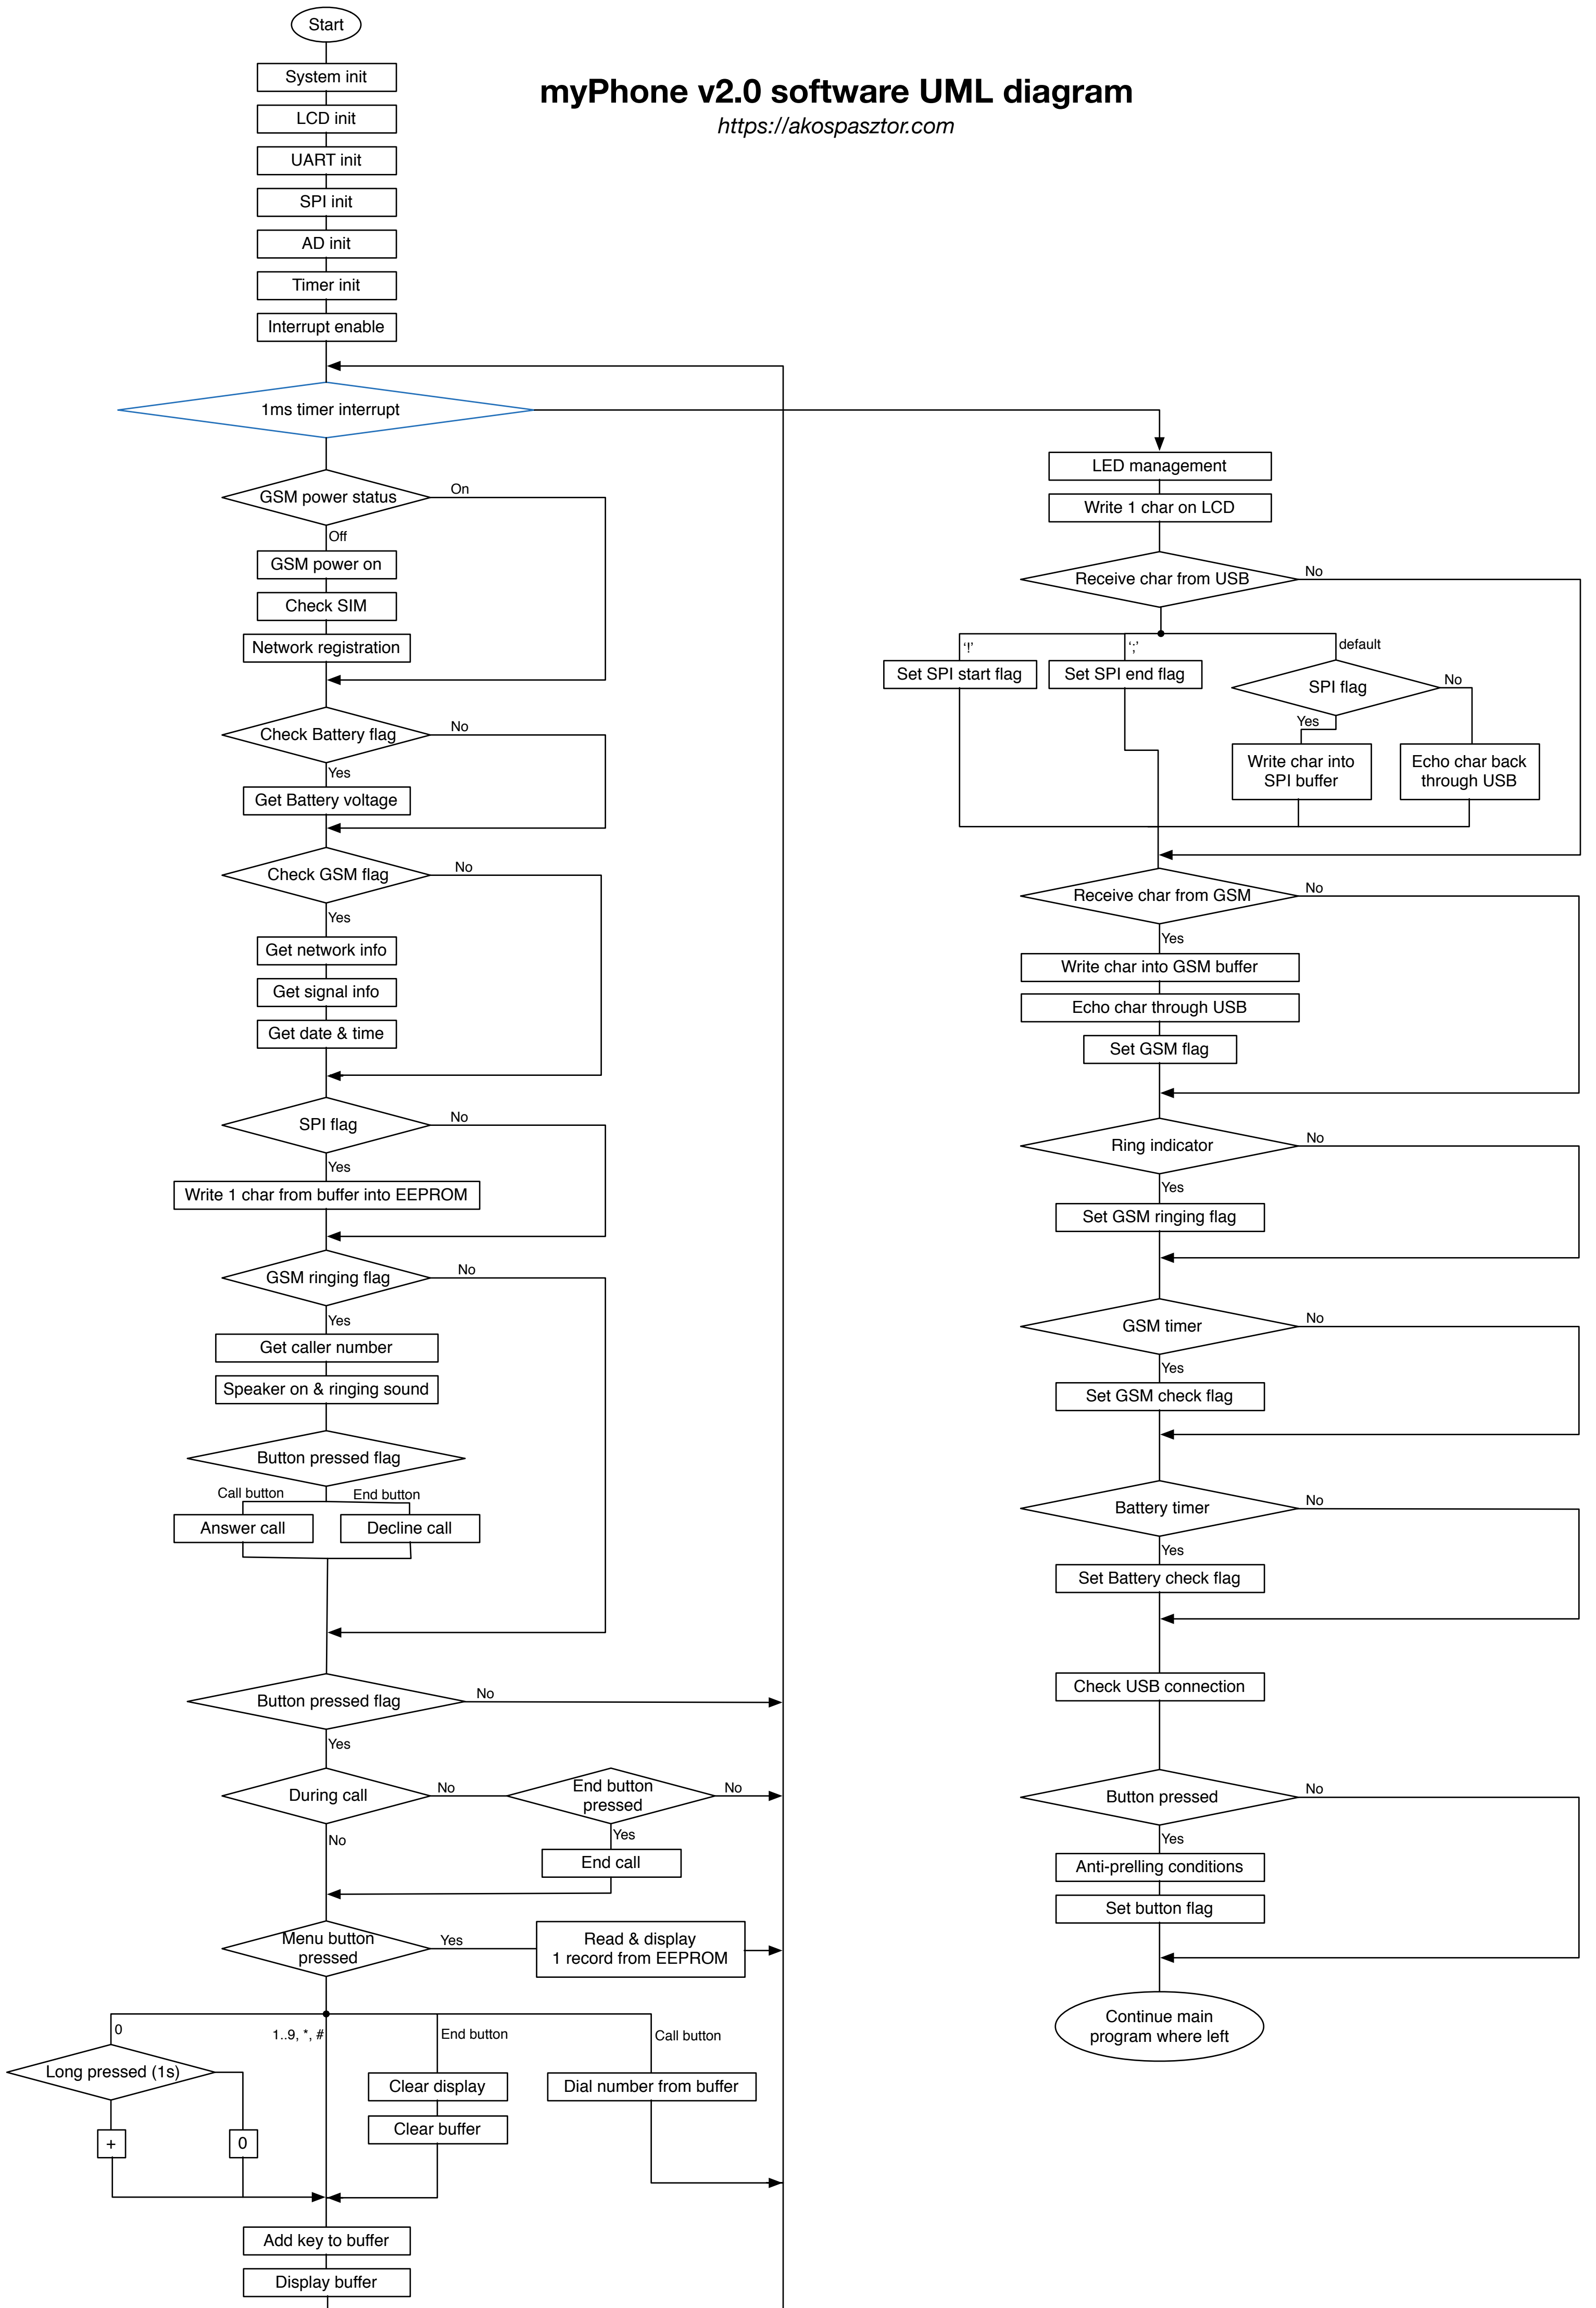 Start
System init
LCD init
UART init
SPI init
AD init
Timer init
Interrupt enable
myPhone v2.0 software UML diagram
https://akospasztor.com
1ms timer interrupt
GSM power status
On
Off
GSM power on
Check SIM
Network registration
Check Battery flag
No
Yes
Get Battery voltage
Check GSM flag
No
Yes
Get network info
Get signal info
Get date & time
SPI flag
No
Yes
Write 1 char from buffer into EEPROM
GSM ringing flag
No
Yes
Get caller number
Speaker on & ringing sound
Button pressed flag
Call button
End button
Answer call
Decline call
Button pressed flag
No
Yes
During call
No
End button
pressed
No
Yes
No
End call
Menu button
pressed
Yes
Read & display
1 record from EEPROM
0
1..9, *, #
End button
Call button
Long pressed (1s)
Clear display
Dial number from buffer
Clear buffer
+
0
Add key to buffer
Display buffer
LED management
Write 1 char on LCD
Receive char from USB
No
'!'
';'
default
Set SPI start flag
Set SPI end flag
SPI flag
No
Yes
Write char into
SPI buffer
Echo char back
through USB
Receive char from GSM
No
Yes
Write char into GSM buffer
Echo char through USB
Set GSM flag
Ring indicator
No
Yes
Set GSM ringing flag
GSM timer
No
Yes
Set GSM check flag
Battery timer
No
Yes
Set Battery check flag
Check USB connection
Button pressed
No
Yes
Anti-prelling conditions
Set button flag
Continue main
program where left